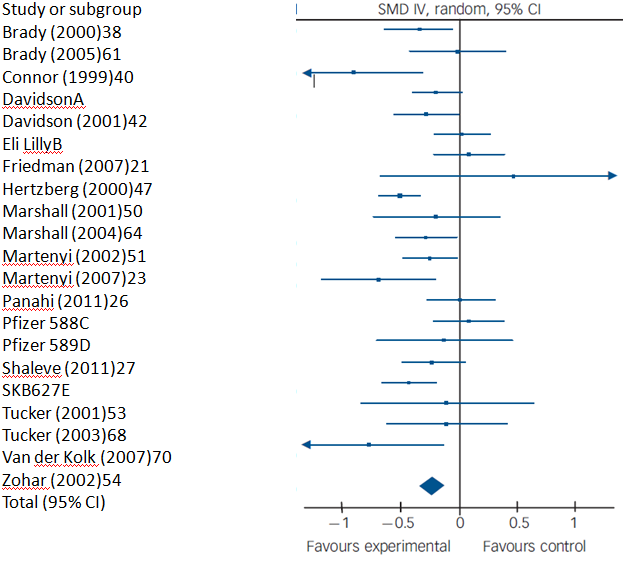 Study or subgroup SMD IV, random, 95% CI
Brady (2000)38
Brady (2005)61
Connor (1999)40
DavidsonA
Davidson (2001)42
Eli LillyB
Friedman (2007)21
Hertzberg (2000)47
Marshall (2001)50
Marshall (2004)64
Martenyi (2002)51
Martenyi (2007)23
Panahi (2011)26
Pfizer 588C
Pfizer 589D
Shaleve (2011)27
SKB627E
Tucker (2001)53
Tucker (2003)68
Van der Kolk (2007)70
Zohar (2002)54
Total (95% CI)
−1 −0.5 0 0.5 1
Favours experimental Favours control